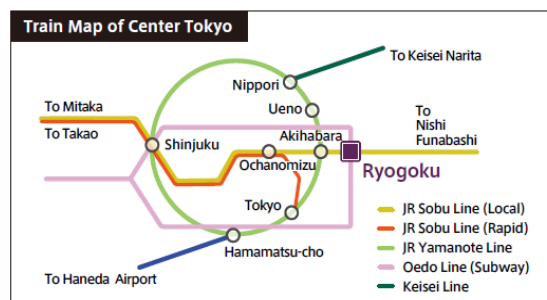 Train Map of Center Tokyo
To Keisei Narita
Nippori
Ueno
To Mitaka
To Takao
Shinjuku
Akihabara
Ochanomizu
To
Nishi
Funabashi
Ryogoku
Tokyo
Hamamatsu-cho
To Haneda Airport
JR Sobu Line (Local)
JR Sobu Line (Rapid)
JR Yamanote Line
Oedo Line (Subway)
Keisei Line